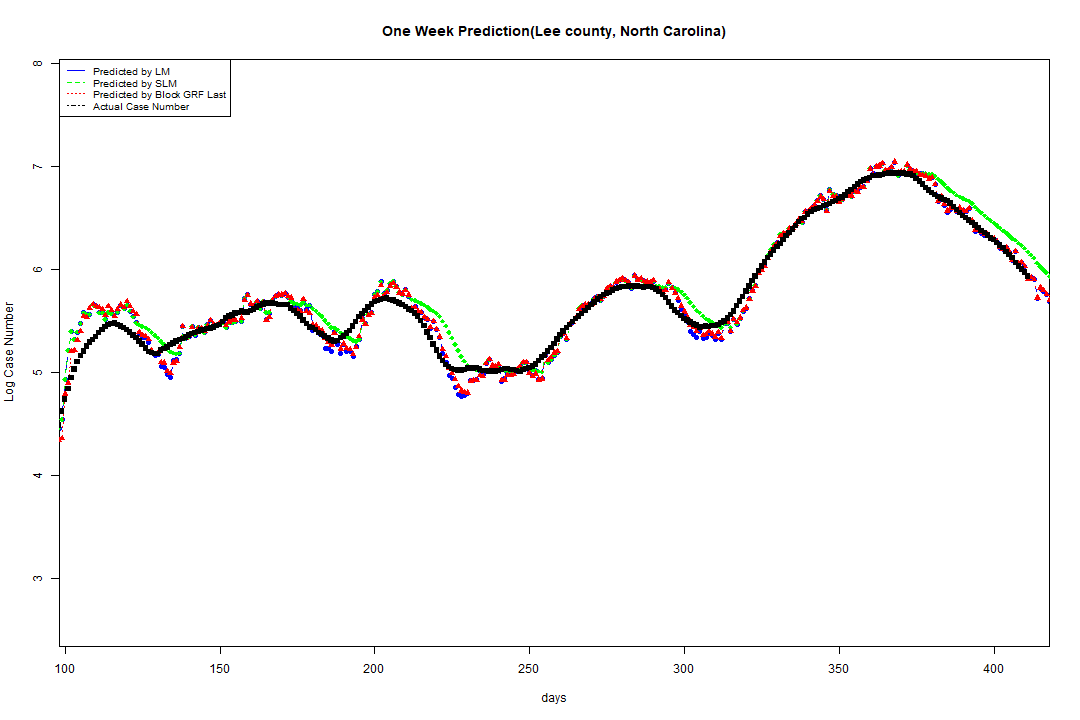 One Week Prediction(Lee county, North Carolina)
Predicted by LM
Predicted by SLM
Predicted by Block GRF Last
Actual Case Number
8
7
6
5
4
3
Log Case Number
100 150 200 250 300 350 400
days